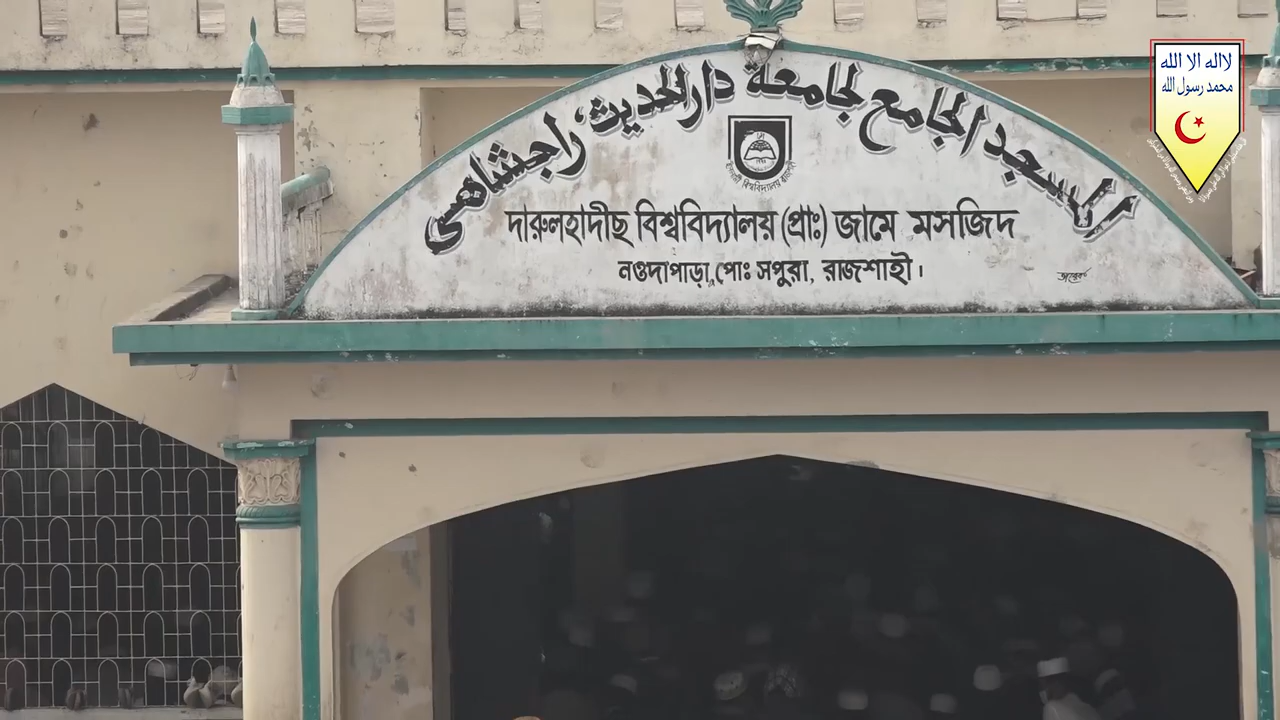 المسجد الجامع لجامعة دار الحديث، راجشاهي
দারুলহাদীছ বিশ্ববিদ্যালয় (প্রাঃ) জামে মসজিদ
নওদাপাড়া, পোঃ সপুরা, রাজশাহী।
لااله الا الله
محمد رسول الله